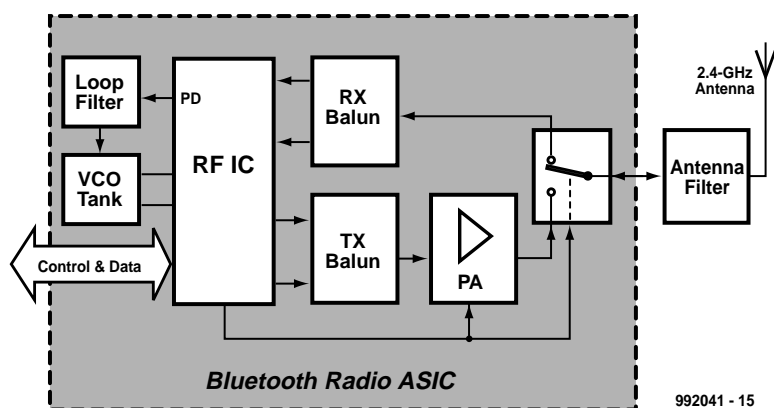 Loop
Filter
VCO
Tank
PD
RF IC
RX
Balun
TX
Balun
PA
2.4-GHz
Antenna
Antenna
Filter
Control & Data
Bluetooth Radio ASIC
992041 - 15